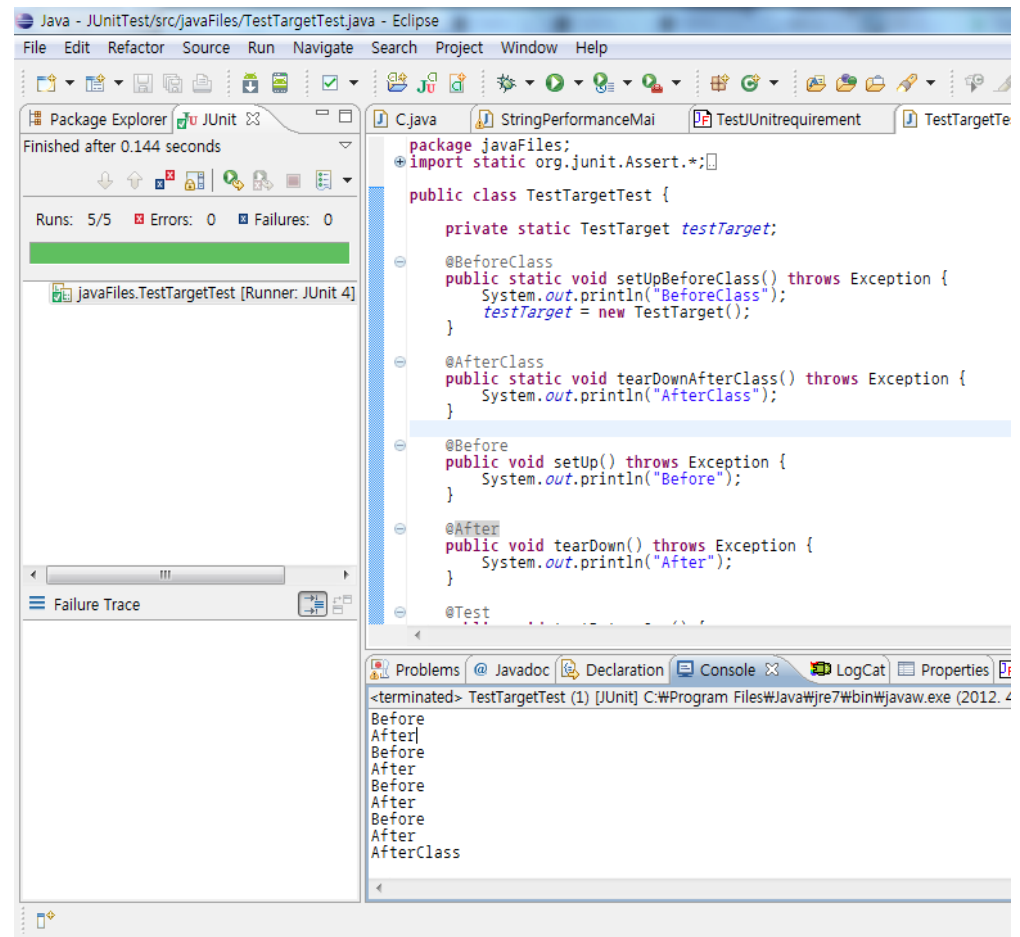 Java - JUnitTest/src/javaFiles/TestTargetTest.java - Eclipse
File Edit Refactor Source Run Navigate Search Project Window Help
Package Explorer JUnit
Finished after 0.144 seconds
Runs: 5/5 Errors: 0 Failures: 0
javaFiles.TestTargetTest [Runner: JUnit 4]
Failure Trace
C.java StringPerformanceMai TestJUnitrequirement TestTargetTes
package javaFiles;
import static org.junit.Assert.*;
public class TestTargetTest {
private static TestTarget testTarget;
@BeforeClass
public static void setUpBeforeClass() throws Exception {
System.out.println("BeforeClass");
testTarget = new TestTarget();
}
@AfterClass
public static void tearDownAfterClass() throws Exception {
System.out.println("AfterClass");
}
@Before
public void setUp() throws Exception {
System.out.println("Before");
}
@After
public void tearDown() throws Exception {
System.out.println("After");
}
@Test
Problems Javadoc Declaration Console LogCat Properties
<terminated> TestTargetTest (1) [JUnit] C:₩Program Files₩Java₩jre7₩bin₩javaw.exe (2012. 4
Before
After
Before
After
Before
After
Before
After
AfterClass